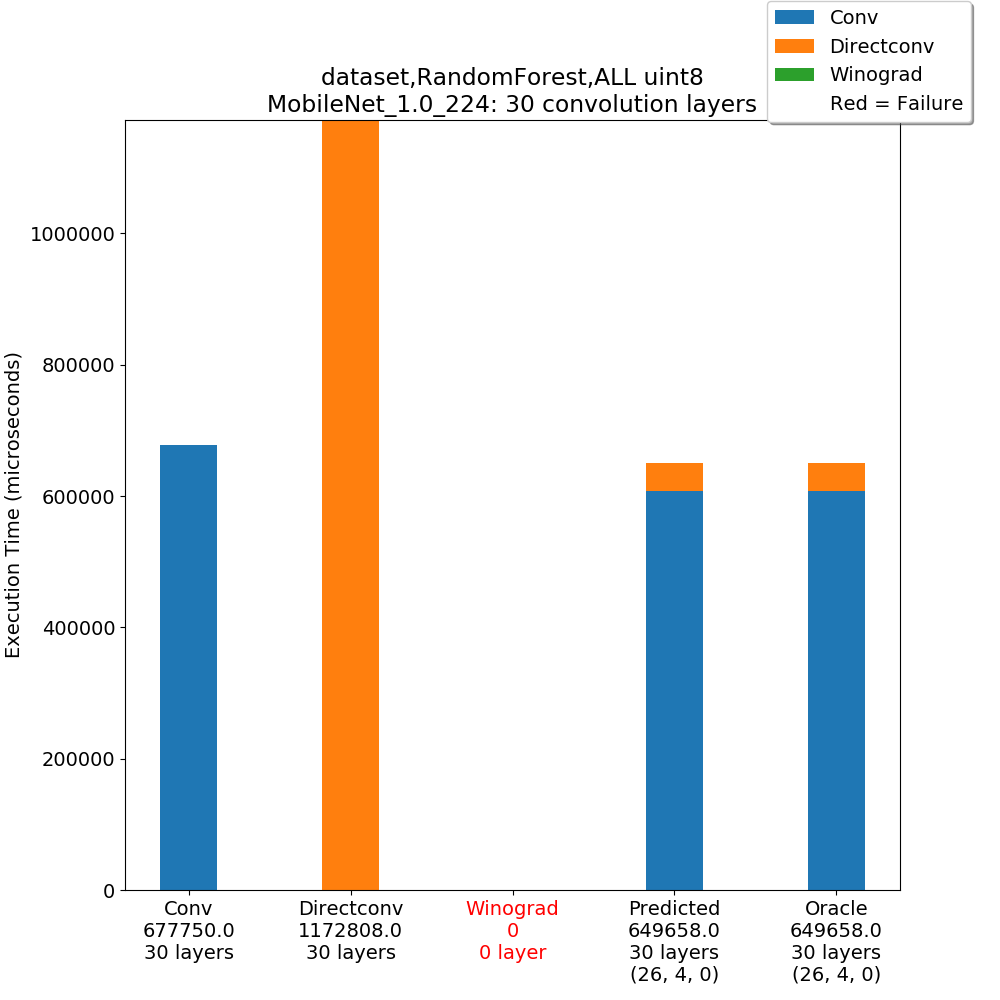 Conv
Directconv
Winograd
Red = Failure
dataset,RandomForest,ALL uint8
MobileNet_1.0_224: 30 convolution layers
Execution Time (microseconds)
1000000
800000
600000
400000
200000
0
Conv
677750.0
30 layers
Directconv
1172808.0
30 layers
Winograd
0
0 layer
Predicted
649658.0
30 layers
(26, 4, 0)
Oracle
649658.0
30 layers
(26, 4, 0)